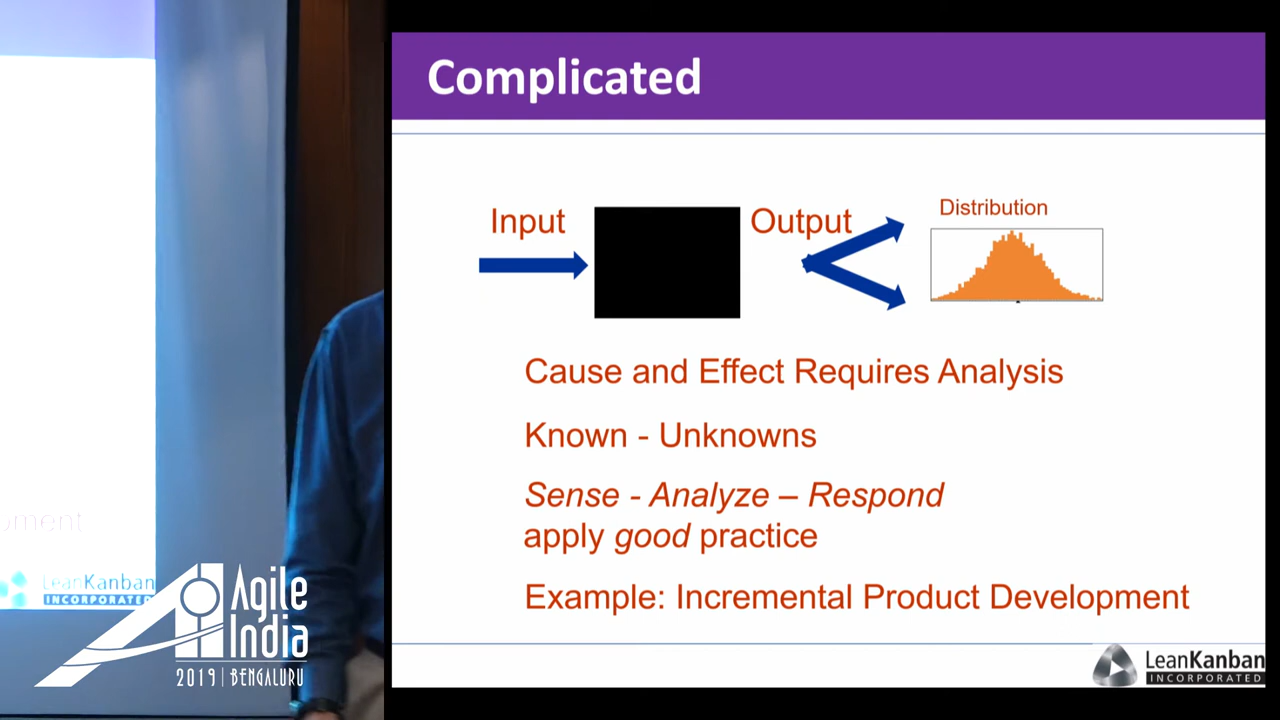 Complicated
Input
Output
Distribution
Cause and Effect Requires Analysis
Known - Unknowns
Sense - Analyze – Respond
apply good practice
Example: Incremental Product Development
LeanKanban
INCORPORATED
LeanKanban
INCORPORATED
Agile
India
2019 | BENGALURU